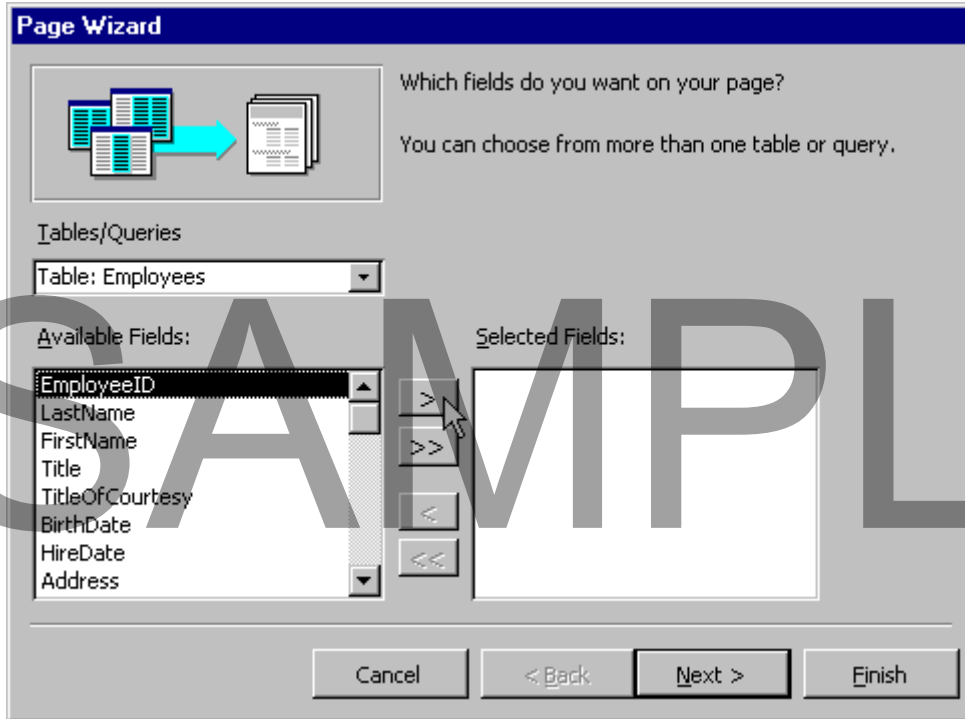 Page Wizard
Which fields do you want on your page?
You can choose from more than one table or query.
Tables/Queries
Table: Employees
Available Fields:
Selected Fields:
EmployeeID
LastName
FirstName
Title
TitleOfCourtesy
BirthDate
HireDate
Address
>
>>
<
<<
SAMPL
Cancel
< Back
Next >
Finish